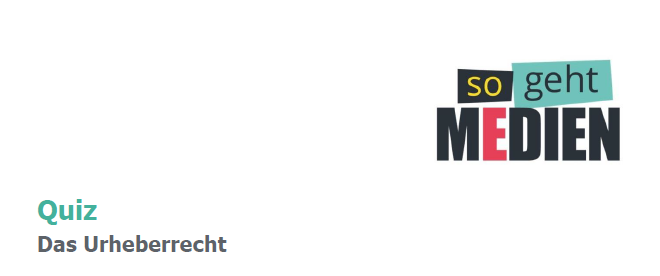 so geht
MEDIEN
Quiz
Das Urheberrecht